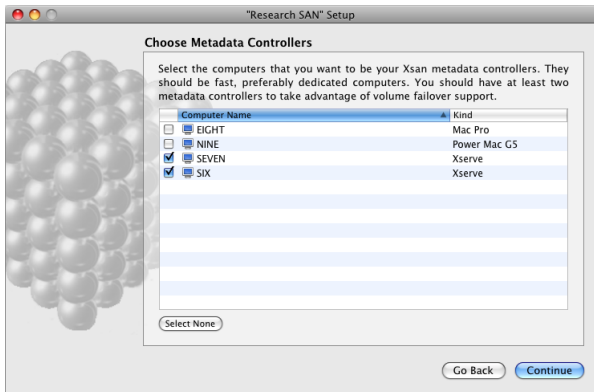 "Research SAN" Setup
Choose Metadata Controllers
Select the computers that you want to be your Xsan metadata controllers. They
should be fast, preferably dedicated computers. You should have at least two
metadata controllers to take advantage of volume failover support.
Computer Name Kind
EIGHT Mac Pro
NINE Power Mac G5
SEVEN Xserve
SIX Xserve
Select None
Go Back Continue